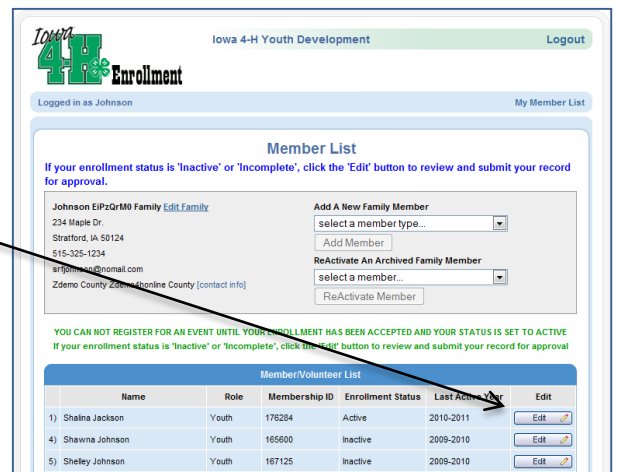 Iowa
4-H
Enrollment
Iowa 4-H Youth Development
Logout
Logged in as Johnson
My Member List
Member List
If your enrollment status is 'Inactive' or 'Incomplete', click the 'Edit' button to review and submit your record
for approval.
Johnson EiPzQrM0 Family Edit Family
234 Maple Dr.
Stratford, IA 50124
515-325-1234
srfjohnson@nomail.com
Zdemo County Zdemo4honline County [contact info]
Add A New Family Member
select a member type...
Add Member
ReActivate An Archived Family Member
select a member...
ReActivate Member
YOU CAN NOT REGISTER FOR AN EVENT UNTIL YOUR ENROLLMENT HAS BEEN ACCEPTED AND YOUR STATUS IS SET TO ACTIVE
If your enrollment status is 'Inactive' or 'Incomplete', click the 'Edit' button to review and submit your record for approval
Member/Volunteer List
Name Role Membership ID Enrollment Status Last Active Year Edit
1) Shalina Jackson Youth 176284 Active 2010-2011 Edit
4) Shawna Johnson Youth 165600 Inactive 2009-2010 Edit
5) Shelley Johnson Youth 167125 Inactive 2009-2010 Edit